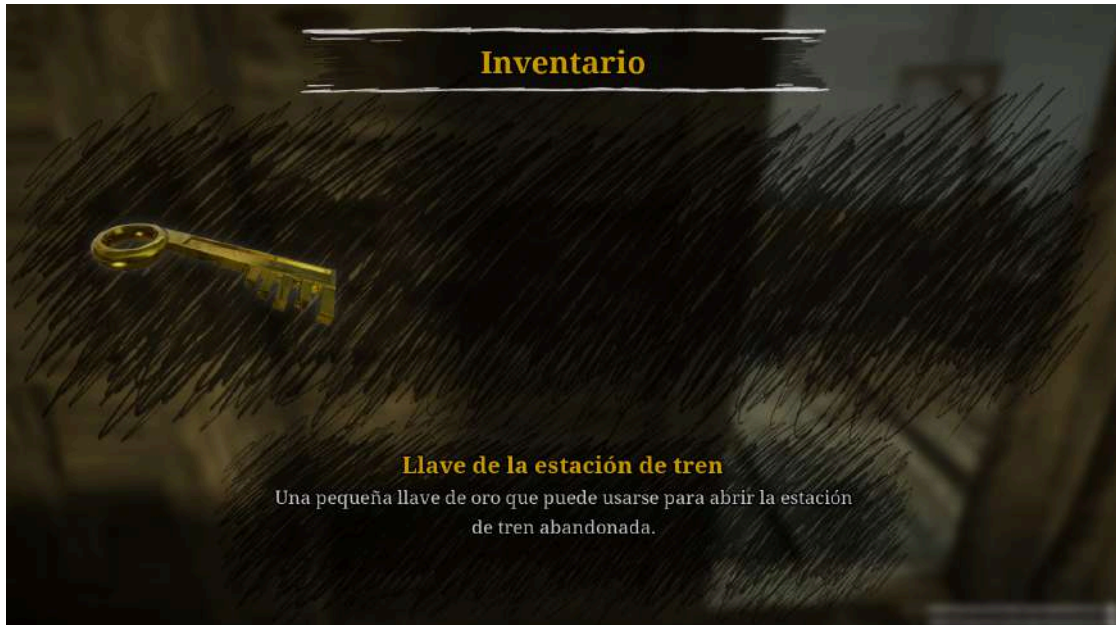 Inventario
Llave de la estación de tren
Una pequeña llave de oro que puede usarse para abrir la estación
de tren abandonada.